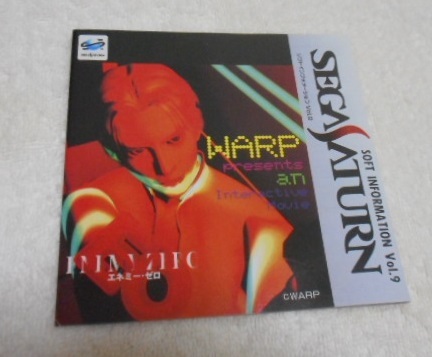 WARP
presents
an
Interactive
Movie
ENEMY ZERO
エネミー・ゼロ
©WARP
SEGA SATURN
SOFT INFORMATION Vol.9